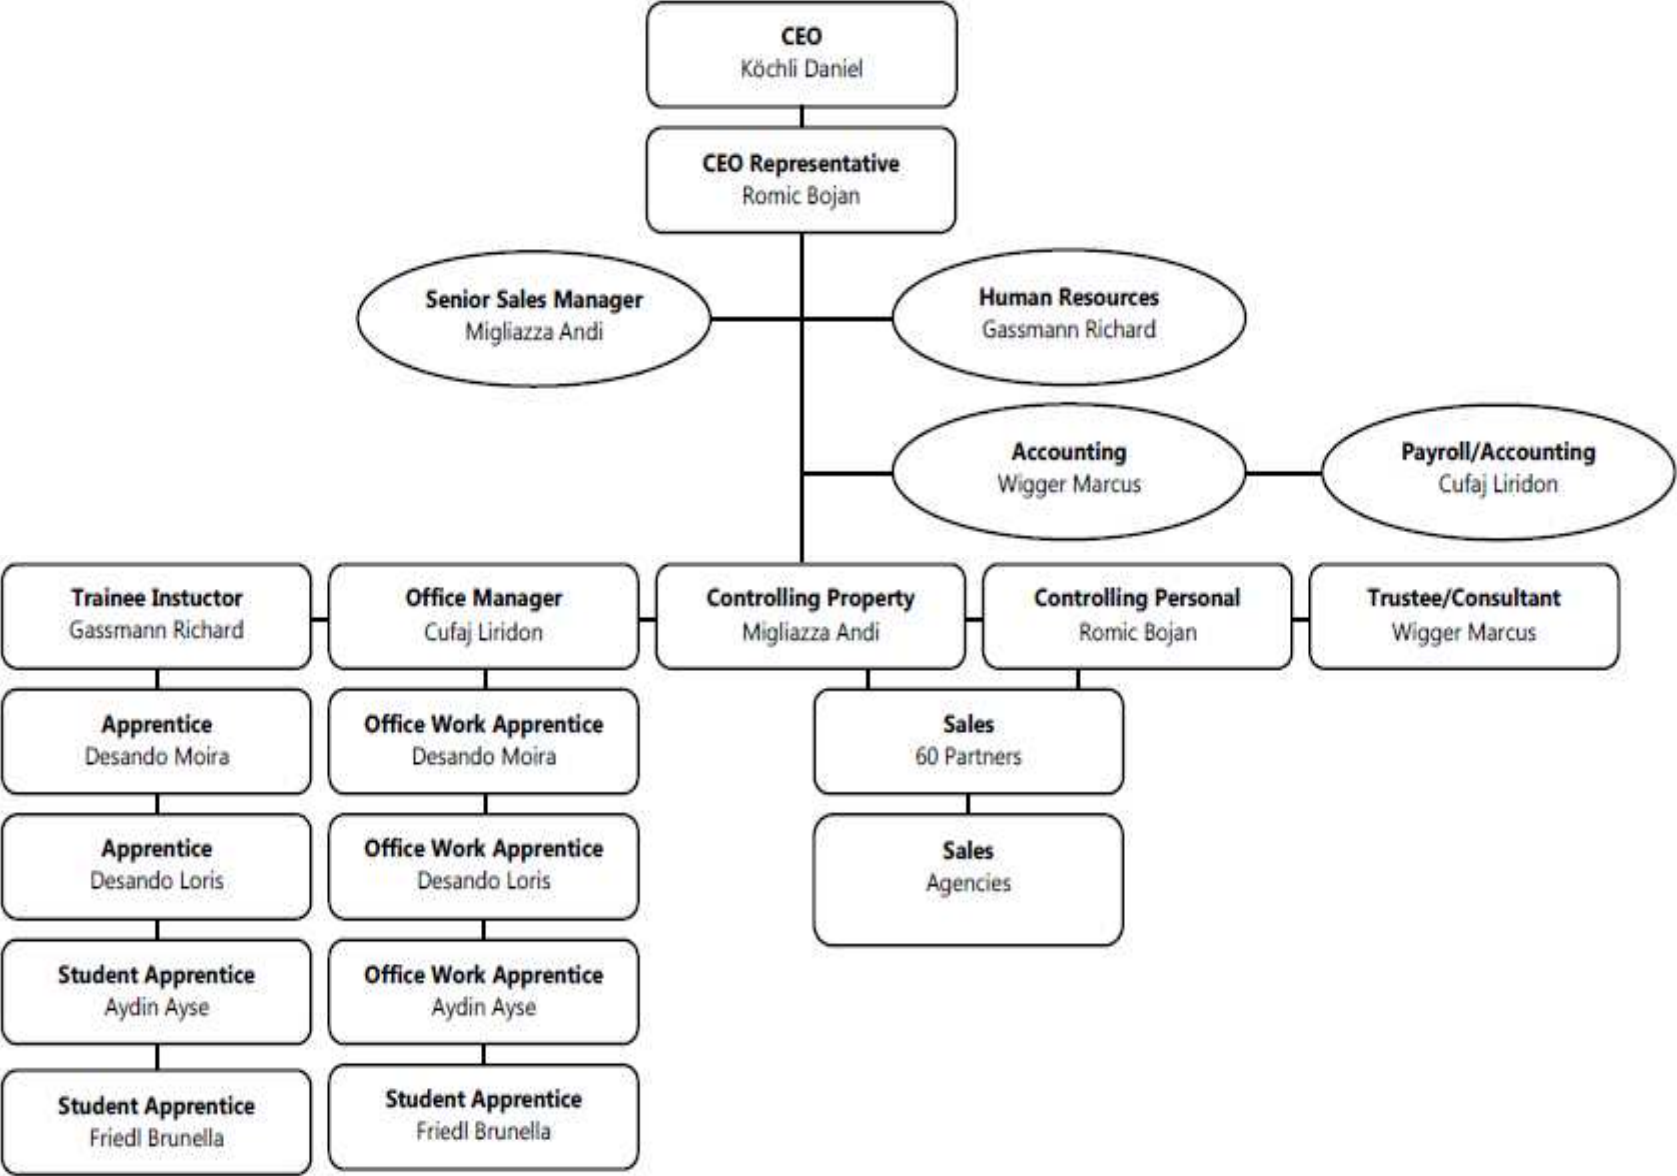 CEO
Köchli Daniel
CEO Representative
Romic Bojan
Senior Sales Manager
Migliazza Andi
Human Resources
Gassmann Richard
Accounting
Wigger Marcus
Payroll/Accounting
Cufaj Liridon
Trainee Instuctor
Gassmann Richard
Office Manager
Cufaj Liridon
Controlling Property
Migliazza Andi
Controlling Personal
Romic Bojan
Trustee/Consultant
Wigger Marcus
Apprentice
Desando Moira
Office Work Apprentice
Desando Moira
Sales
60 Partners
Apprentice
Desando Loris
Office Work Apprentice
Desando Loris
Sales
Agencies
Student Apprentice
Aydin Ayse
Office Work Apprentice
Aydin Ayse
Student Apprentice
Friedl Brunella
Student Apprentice
Friedl Brunella